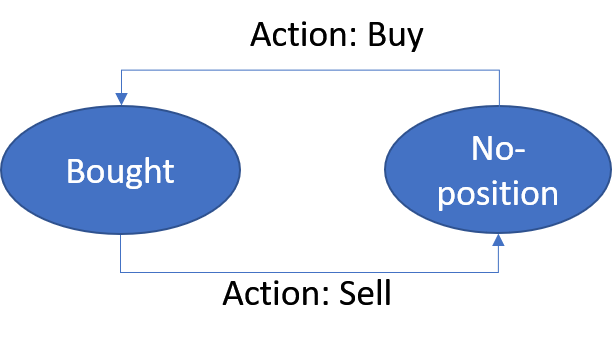 Action: Buy
Bought
No-
position
Action: Sell